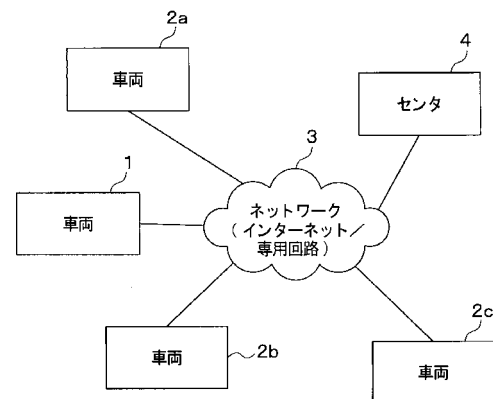 2a
車両
4
センタ
1
車両
3
ネットワーク
(インターネット/
専用回路)
車両
2b
2c
車両